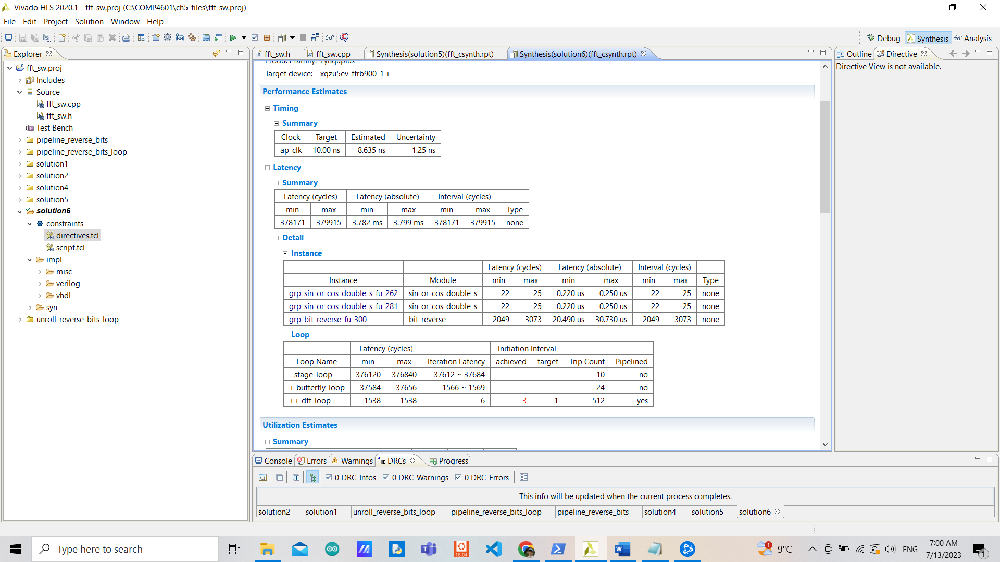 Vivado HLS 2020.1 - fft_sw.proj (C:\COMP4601\ch5-files\fft_sw.proj)
File Edit Project Solution Window Help
Debug Synthesis Analysis
Explorer
fft_sw.proj
Includes
Source
fft_sw.cpp
fft_sw.h
Test Bench
pipeline_reverse_bits
pipeline_reverse_bits_loop
solution1
solution2
solution4
solution5
solution6
constraints
directives.tcl
script.tcl
impl
misc
verilog
vhdl
syn
unroll_reverse_bits_loop
fft_sw.h fft_sw.cpp Synthesis(solution5)(fft_csynth.rpt) Synthesis(solution6)(fft_csynth.rpt)
Product family: zynquplus
Target device: xqzu5ev-ffrb900-1-i
Performance Estimates
Timing
Summary
Clock Target Estimated Uncertainty
ap_clk 10.00 ns 8.635 ns 1.25 ns
Latency
Summary
Latency (cycles) Latency (absolute) Interval (cycles)
min max min max min max Type
378171 379915 3.782 ms 3.799 ms 378171 379915 none
Detail
Instance
Latency (cycles) Latency (absolute) Interval (cycles)
Instance Module min max min max min max Type
grp_sin_or_cos_double_s_fu_262 sin_or_cos_double_s 22 25 0.220 us 0.250 us 22 25 none
grp_sin_or_cos_double_s_fu_281 sin_or_cos_double_s 22 25 0.220 us 0.250 us 22 25 none
grp_bit_reverse_fu_300 bit_reverse 2049 3073 20.490 us 30.730 us 2049 3073 none
Loop
Latency (cycles) Initiation Interval
Loop Name min max Iteration Latency achieved target Trip Count Pipelined
- stage_loop 376120 376840 37612 ~ 37684 - - 10 no
+ butterfly_loop 37584 37656 1566 ~ 1569 - - 24 no
++ dft_loop 1538 1538 6 3 1 512 yes
Utilization Estimates
Summary
Outline Directive
Directive View is not available.
Console Errors Warnings DRCs Progress
0 DRC-Infos 0 DRC-Warnings 0 DRC-Errors
This info will be updated when the current process completes.
solution2 solution1 unroll_reverse_bits_loop pipeline_reverse_bits_loop pipeline_reverse_bits solution4 solution5 solution6
Type here to search
18.04
1
9°C
ENG
7:00 AM
7/13/2023
1